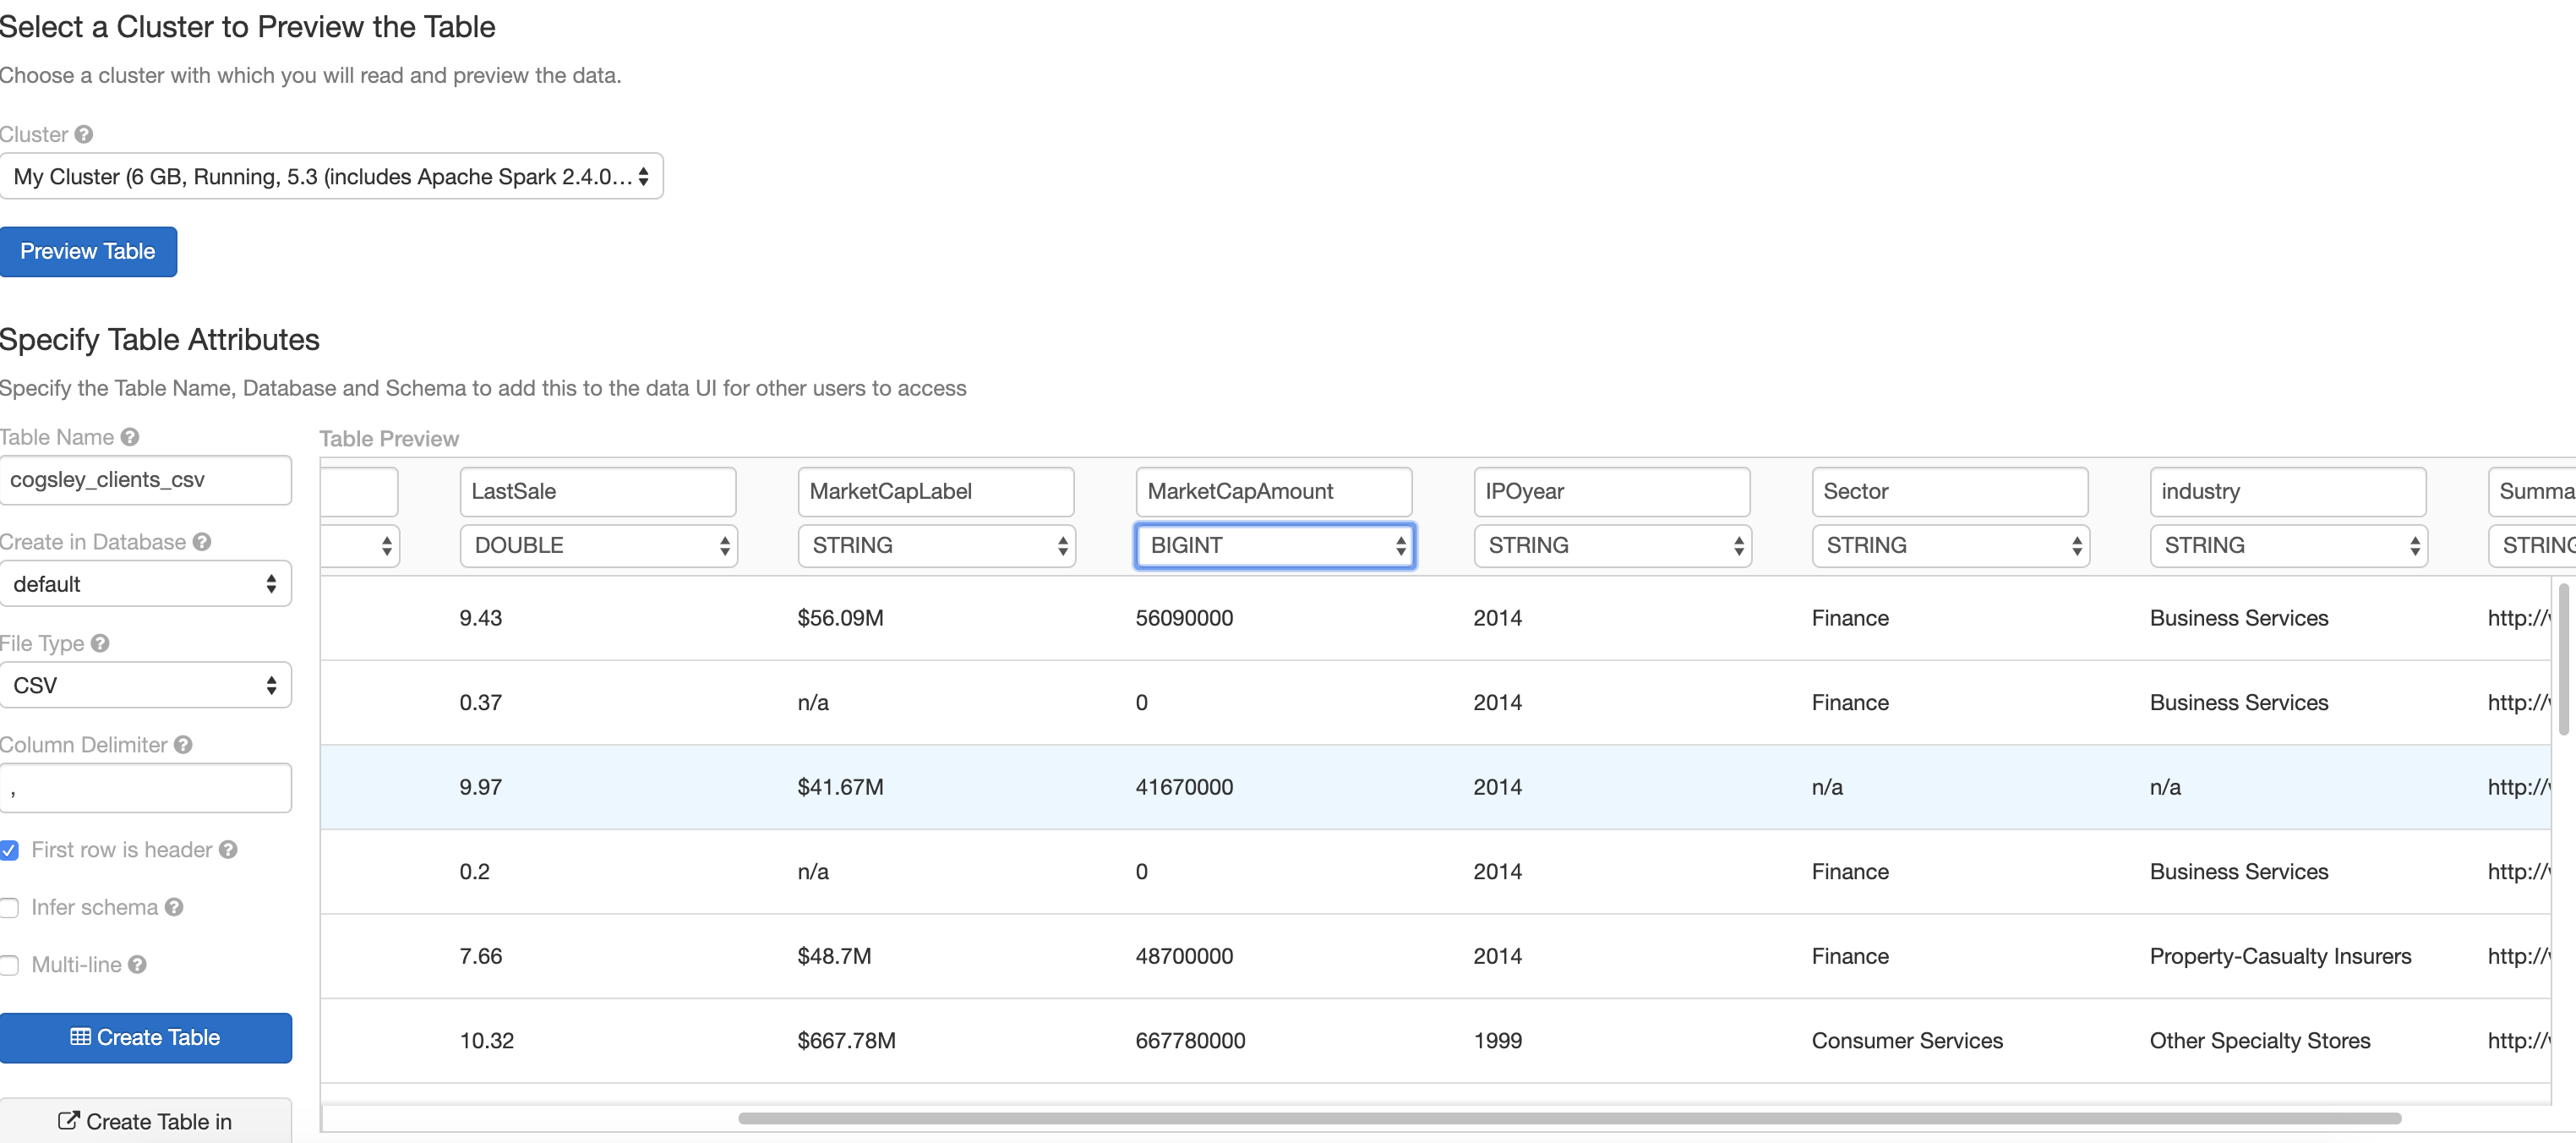 Select a Cluster to Preview the Table
Choose a cluster with which you will read and preview the data.
Cluster
My Cluster (6 GB, Running, 5.3 (includes Apache Spark 2.4.0...
Preview Table
Specify Table Attributes
Specify the Table Name, Database and Schema to add this to the data UI for other users to access
Table Name
cogsley_clients_csv
Create in Database
default
File Type
CSV
Column Delimiter
,
First row is header
Infer schema
Multi-line
Create Table
Create Table in
Table Preview
LastSale MarketCapLabel MarketCapAmount IPOyear Sector industry Summa
DOUBLE STRING BIGINT STRING STRING STRING STRING
9.43 $56.09M 56090000 2014 Finance Business Services http://
0.37 n/a 0 2014 Finance Business Services http://
9.97 $41.67M 41670000 2014 n/a n/a http://
0.2 n/a 0 2014 Finance Business Services http://
7.66 $48.7M 48700000 2014 Finance Property-Casualty Insurers http://
10.32 $667.78M 667780000 1999 Consumer Services Other Specialty Stores http://